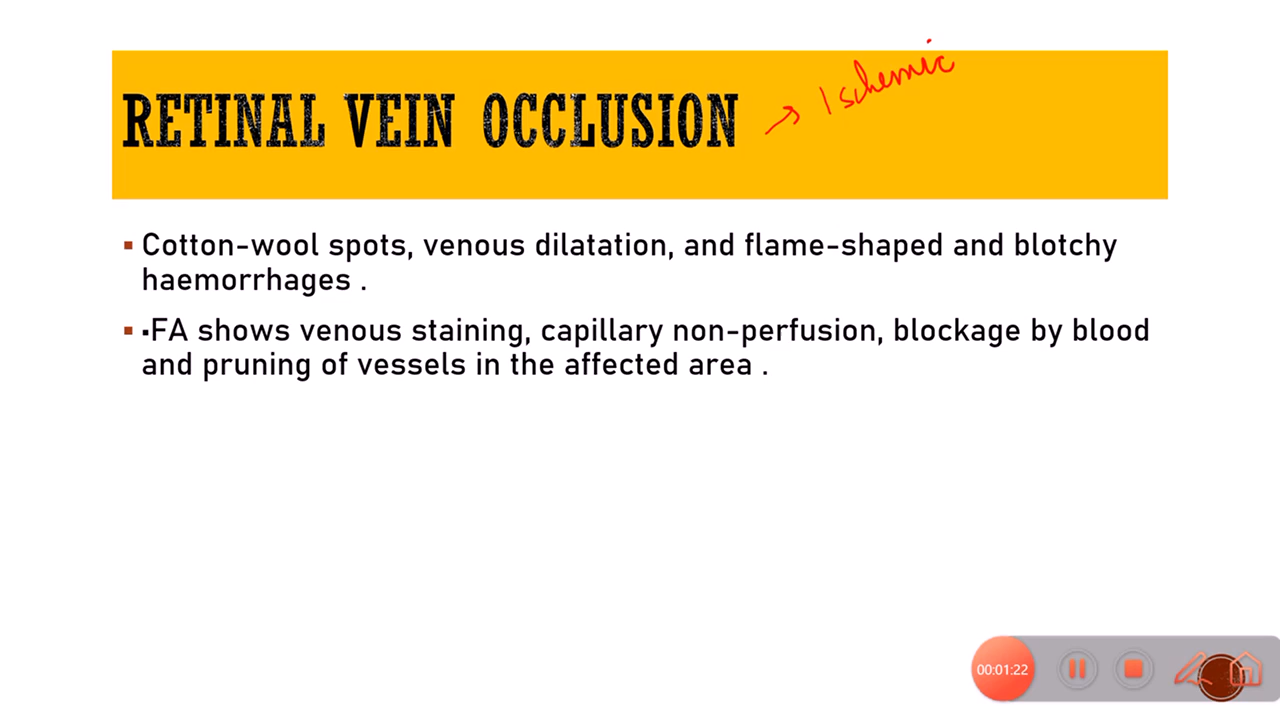 RETINAL VEIN OCCLUSION → Ischemic
▪ Cotton-wool spots, venous dilatation, and flame-shaped and blotchy
haemorrhages .
▪ ▪FA shows venous staining, capillary non-perfusion, blockage by blood
and pruning of vessels in the affected area .
00:01:22